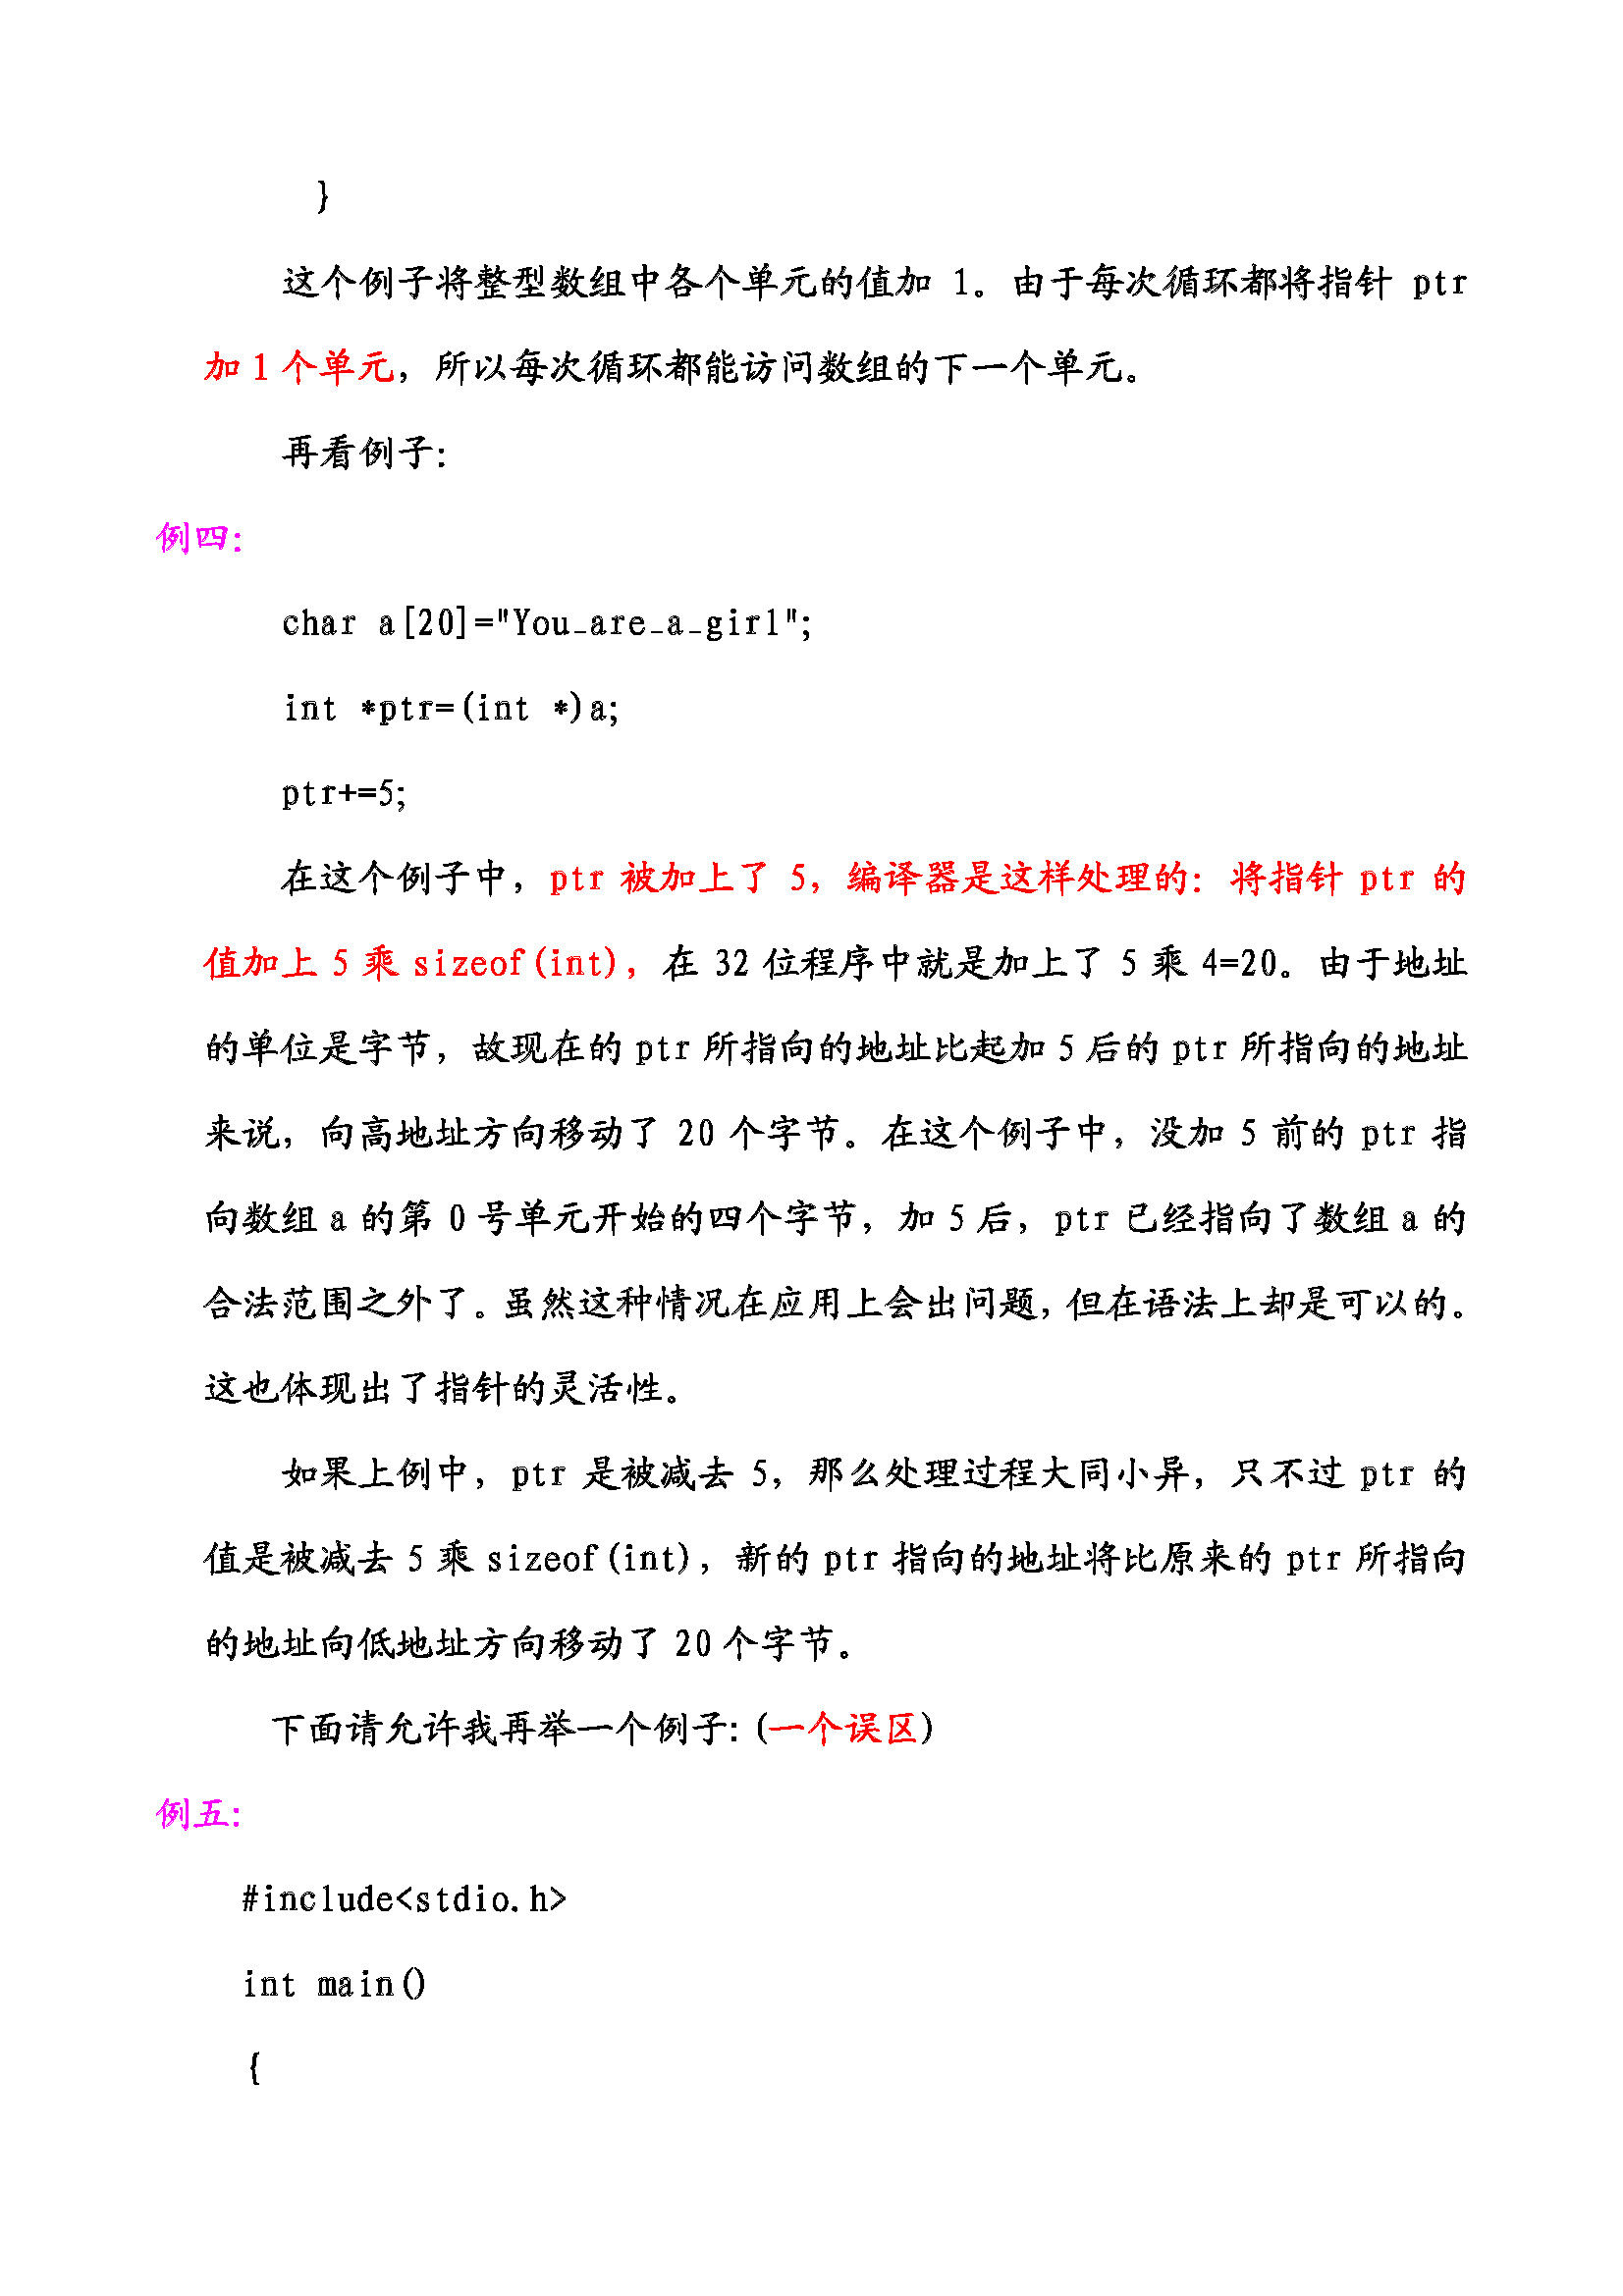 }
这个例子将整型数组中各个单元的值加 1。由于每次循环都将指针 ptr
加 1 个单元，所以每次循环都能访问数组的下一个单元。
再看例子：
例四：
char a[20]="You_are_a_girl";
int *ptr=(int *)a;
ptr+=5;
在这个例子中，ptr 被加上了 5，编译器是这样处理的：将指针 ptr 的
值加上 5 乘 sizeof(int)，在 32 位程序中就是加上了 5 乘 4=20。由于地址
的单位是字节，故现在的 ptr 所指向的地址比起加 5 后的 ptr 所指向的地址
来说，向高地址方向移动了 20 个字节。在这个例子中，没加 5 前的 ptr 指
向数组 a 的第 0 号单元开始的四个字节，加 5 后，ptr 已经指向了数组 a 的
合法范围之外了。虽然这种情况在应用上会出问题，但在语法上却是可以的。
这也体现出了指针的灵活性。
如果上例中，ptr 是被减去 5，那么处理过程大同小异，只不过 ptr 的
值是被减去 5 乘 sizeof(int)，新的 ptr 指向的地址将比原来的 ptr 所指向
的地址向低地址方向移动了 20 个字节。
下面请允许我再举一个例子：(一个误区)
例五：
#include<stdio.h>
int main()
{